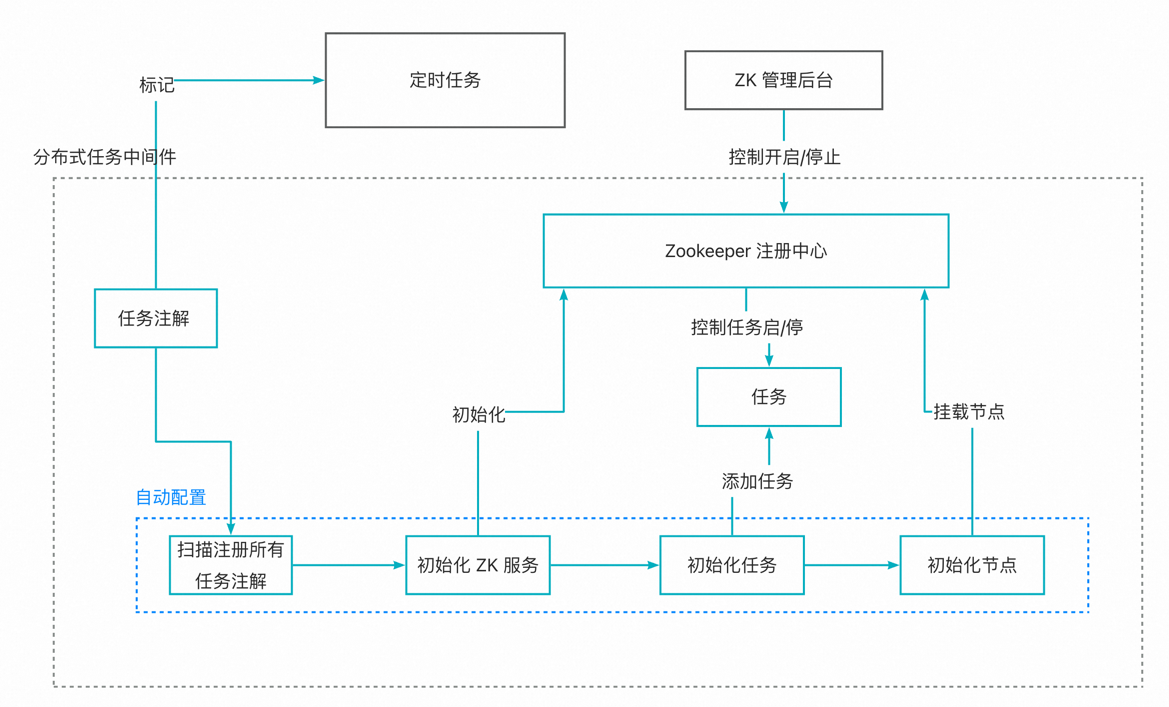 定时任务
ZK 管理后台
标记
分布式任务中间件
控制开启/停止
Zookeeper 注册中心
任务注解
控制任务启/停
任务
初始化
挂载节点
添加任务
自动配置
扫描注册所有
任务注解
初始化 ZK 服务
初始化任务
初始化节点